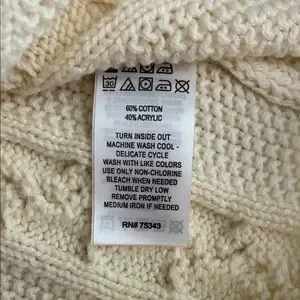 30
60% COTTON
40% ACRYLIC
TURN INSIDE OUT
MACHINE WASH COOL -
DELICATE CYCLE
WASH WITH LIKE COLORS
USE ONLY NON-CHLORINE
BLEACH WHEN NEEDED
TUMBLE DRY LOW
REMOVE PROMPTLY
MEDIUM IRON IF NEEDED
RN# 75343